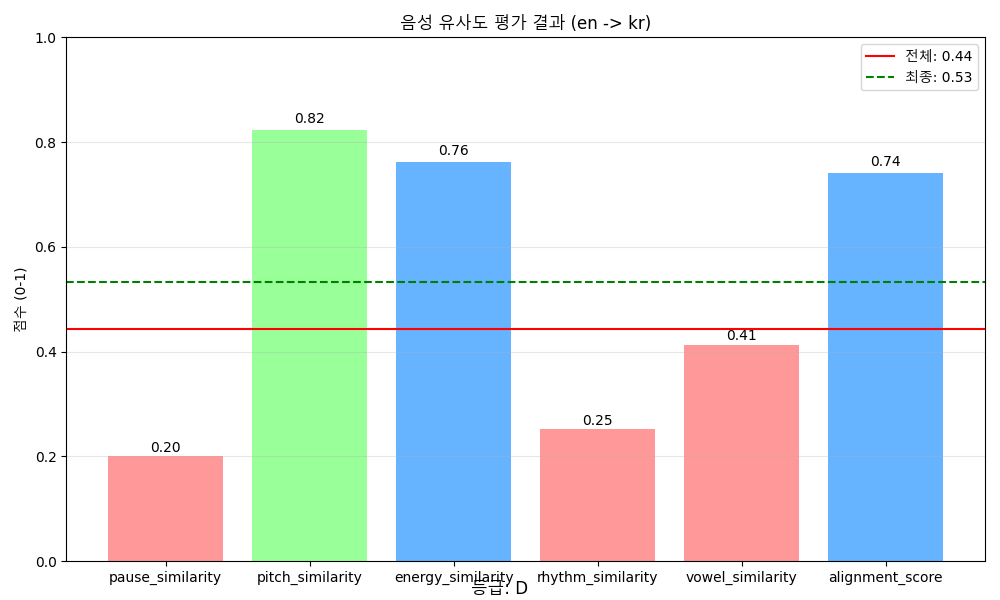 음성 유사도 평가 결과 (en -> kr)
전체: 0.44
최종: 0.53
점수 (0-1)
1.0
0.8
0.6
0.4
0.2
0.0
0.20
0.82
0.76
0.25
0.41
0.74
pause_similarity
pitch_similarity
energy_similarity
rhythm_similarity
vowel_similarity
alignment_score
등급: D